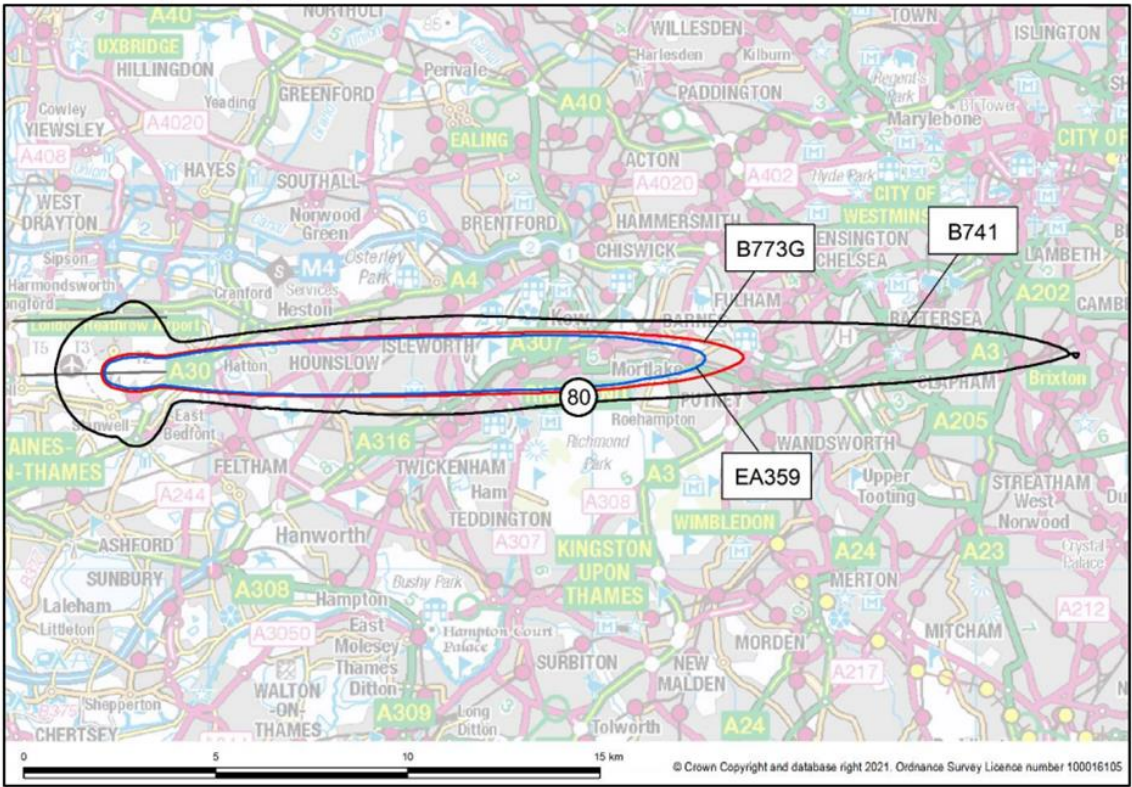 A40
NORTHOLT
WILLESDEN
TOWN
ISLINGTON
UXBRIDGE
HILLINGDON
Harlesden
Kilburn
Perivale
GREENFORD
Regent's
Park
Cowley
Yeading
A40
PADDINGTON
BT Tower
YIEWSLEY
A4020
Marylebone
EALING
CITY OF
A408
ACTON
HAYES
SOUTHALL
A4020
A402
Hyde Park
WEST
DRAYTON
Norwood
Green
BRENTFORD
HAMMERSMITH
CITY OF
WESTMINS
B741
Sipson
Osterley
Park
CHISWICK
B773G
ENSINGTON
CHELSEA
LAMBETH
Harmondsworth
M4
A4
ongford
Cranford
Services
Heston
FULHAM
A202
CAMB
London Heathrow Airport
KEW
BARNE
BATTERSEA
T5
T3
T2
Hatton
ISLEWORTH
A307
A30
HOUNSLOW
Mortlake
A3
CLAPHAM
Brixton
Stanwell
East
Bedfont
80
PUTNEY
Roehampton
A205
TAINES-
N-THAMES
A316
Richmond
Park
WANDSWORTH
FELTHAM
TWICKENHAM
A3
EA359
Upper
Tooting
STREATHAM
A244
Ham
A308
West
Norwood
TEDDINGTON
WIMBLEDON
Hanworth
A307
ASHFORD
KINGSTON
UPON
THAMES
A24
A23
Crystal
Palace
SUNBURY
A308
Bushy Park
MERTON
Laleham
Hampton
A212
Littleton
A3050
East
Molesey
Hampton Court
Palace
MORDEN
MITCHAM
Thames
Ditton
SURBITON
NEW
MALDEN
A217
WALTON
-ON-
THAMES
Shepperton
A309
Long
Ditton
A24
CHERTSEY
Tolworth
0 5 10 15 km
© Crown Copyright and database right 2021. Ordnance Survey Licence number 100016105